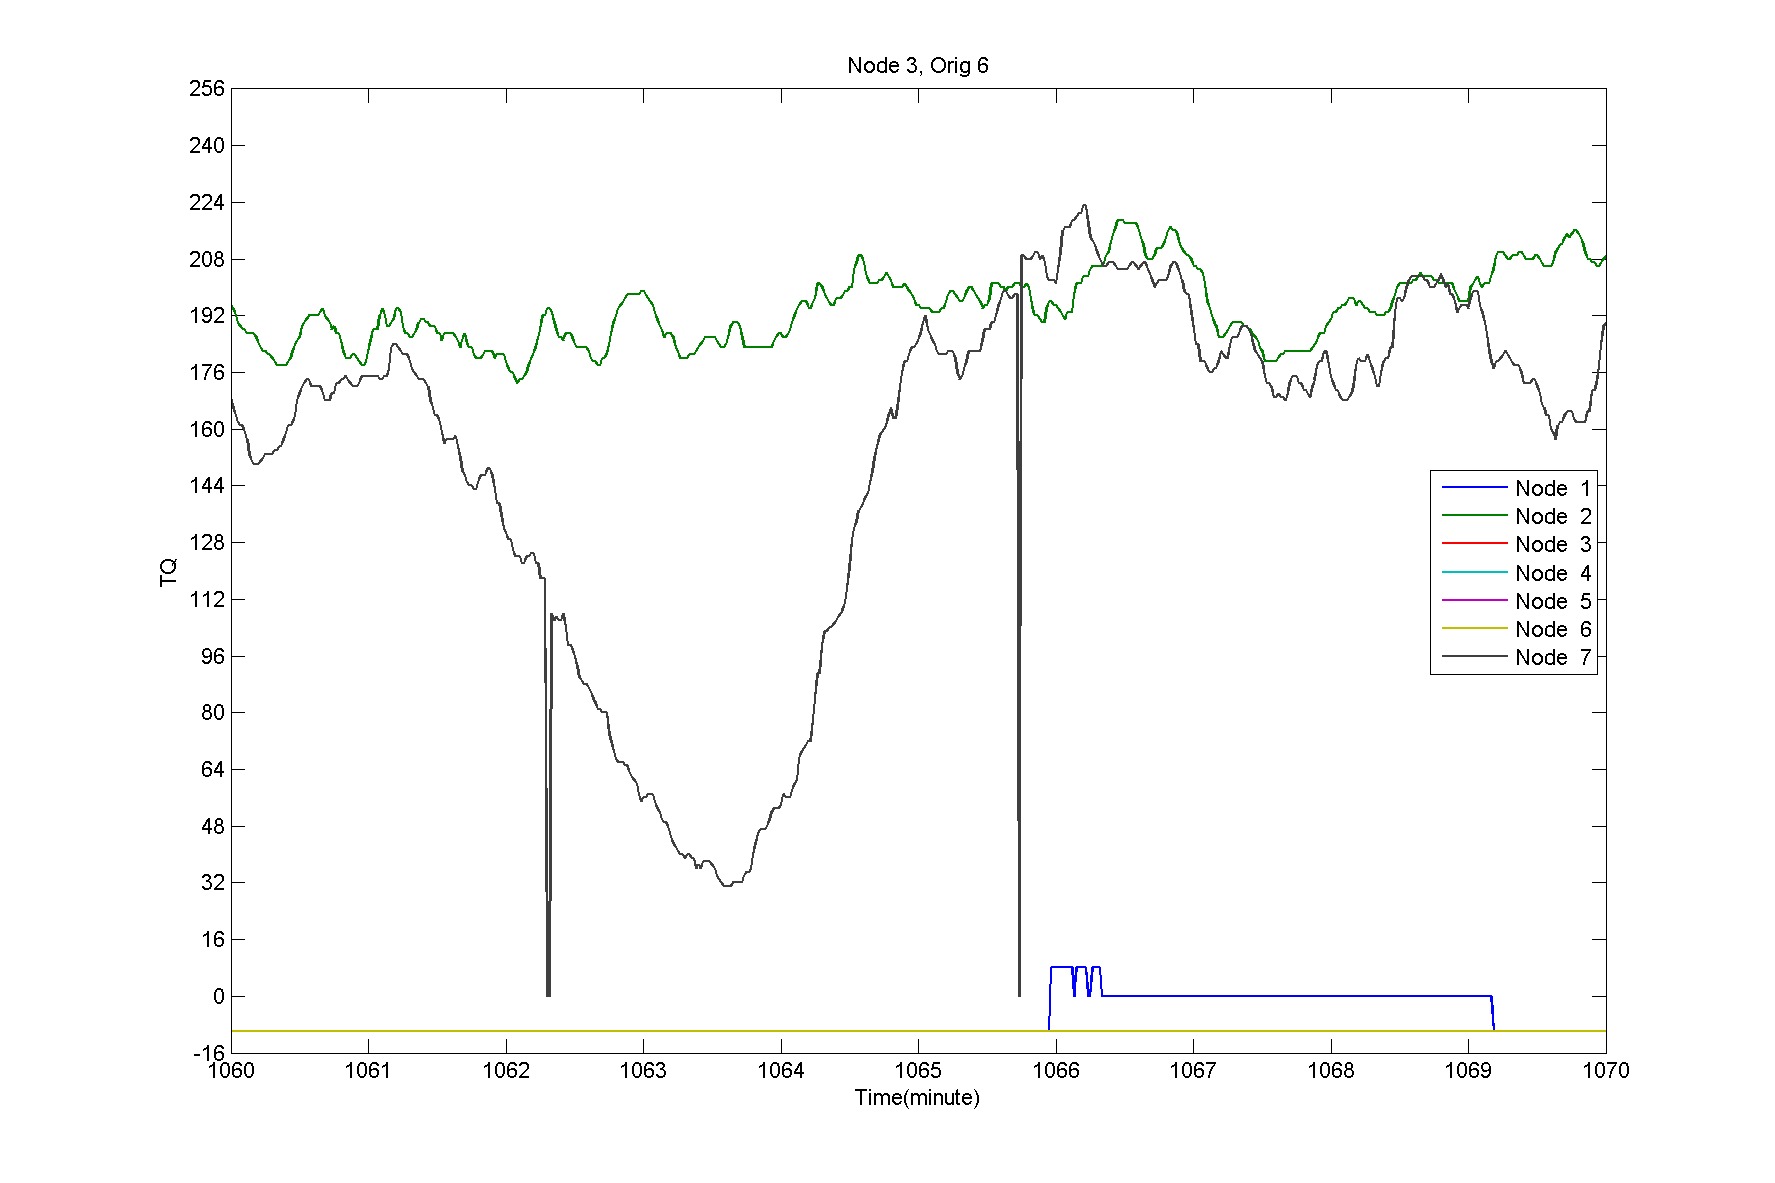 Node 3, Orig 6
256
240
224
208
192
176
160
144
128
112
96
80
64
48
32
16
0
-16
TQ
Node 1
Node 2
Node 3
Node 4
Node 5
Node 6
Node 7
1060 1061 1062 1063 1064 1065 1066 1067 1068 1069 1070
Time(minute)